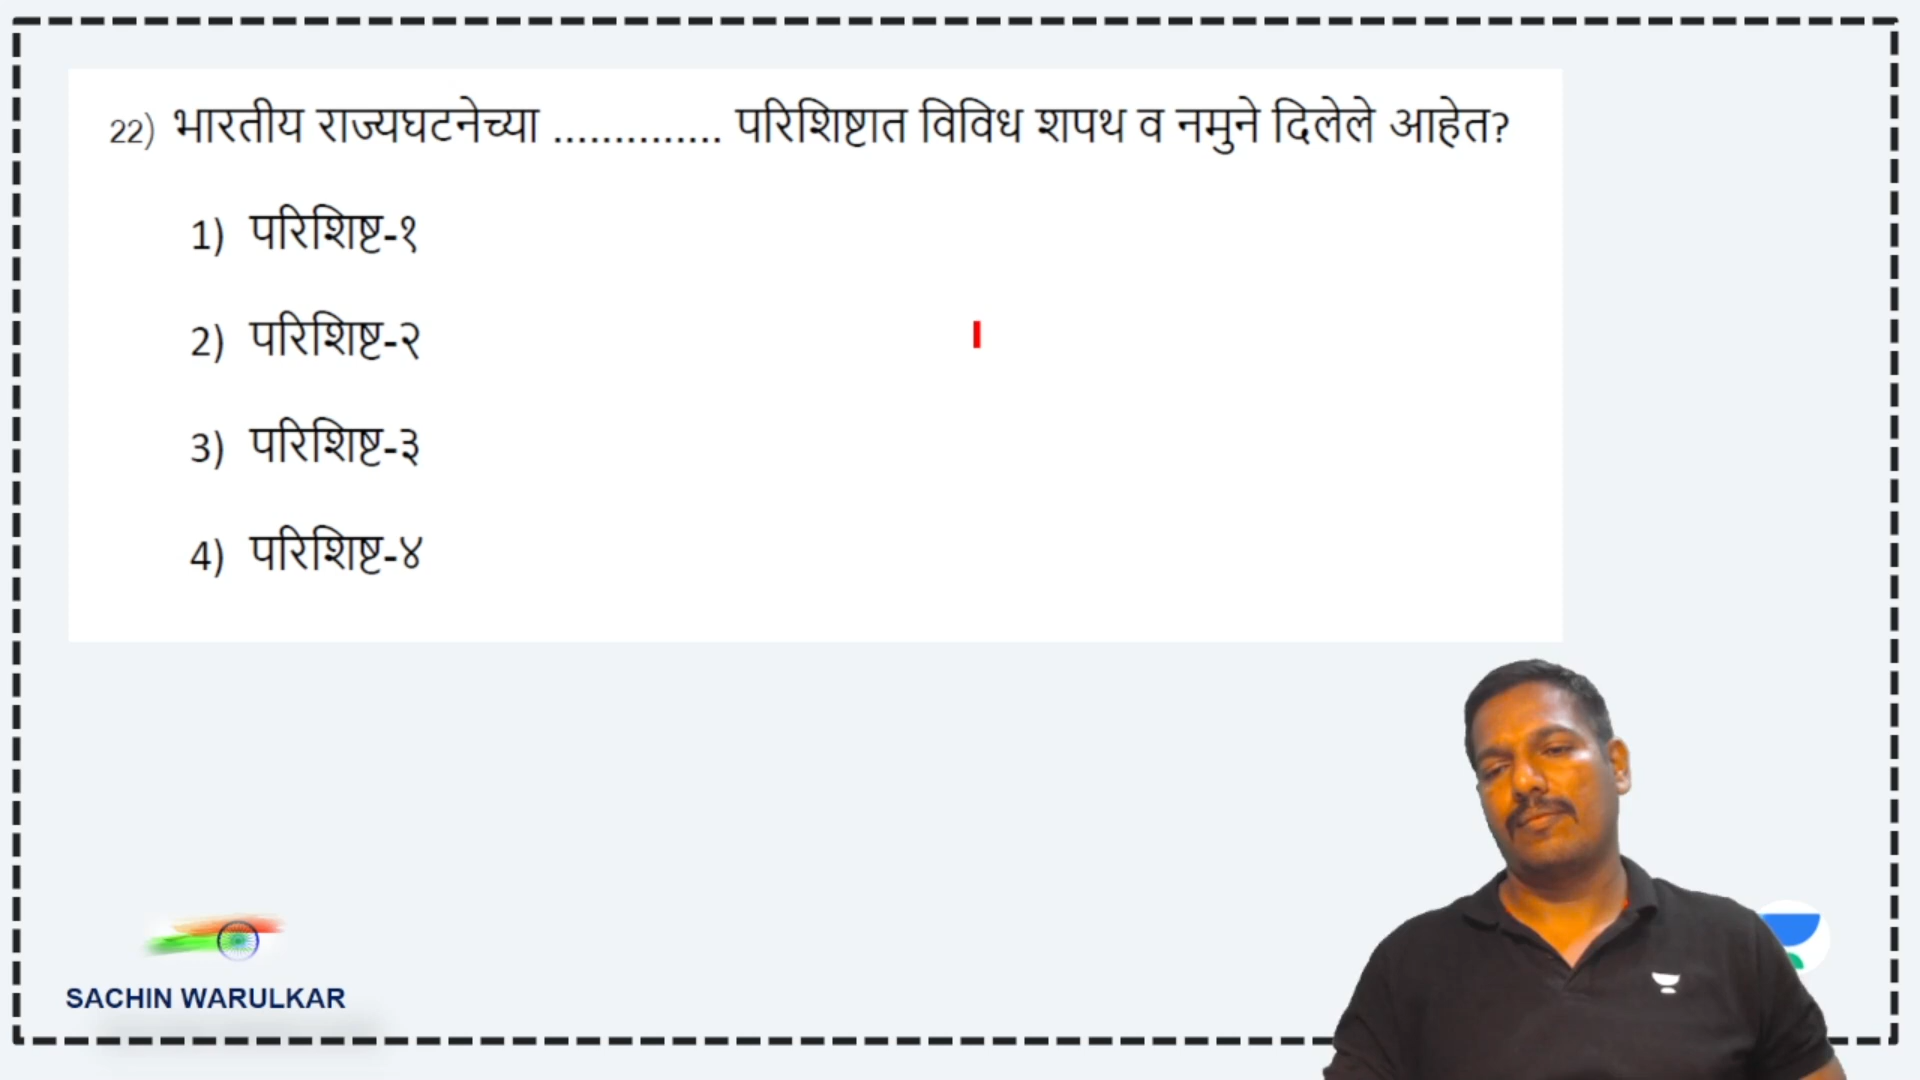 22) भारतीय राज्यघटनेच्या .............. परिशिष्टात विविध शपथ व नमुने दिलेले आहेत?
1) परिशिष्ट-१
2) परिशिष्ट-२
3) परिशिष्ट-३
4) परिशिष्ट-४
SACHIN WARULKAR